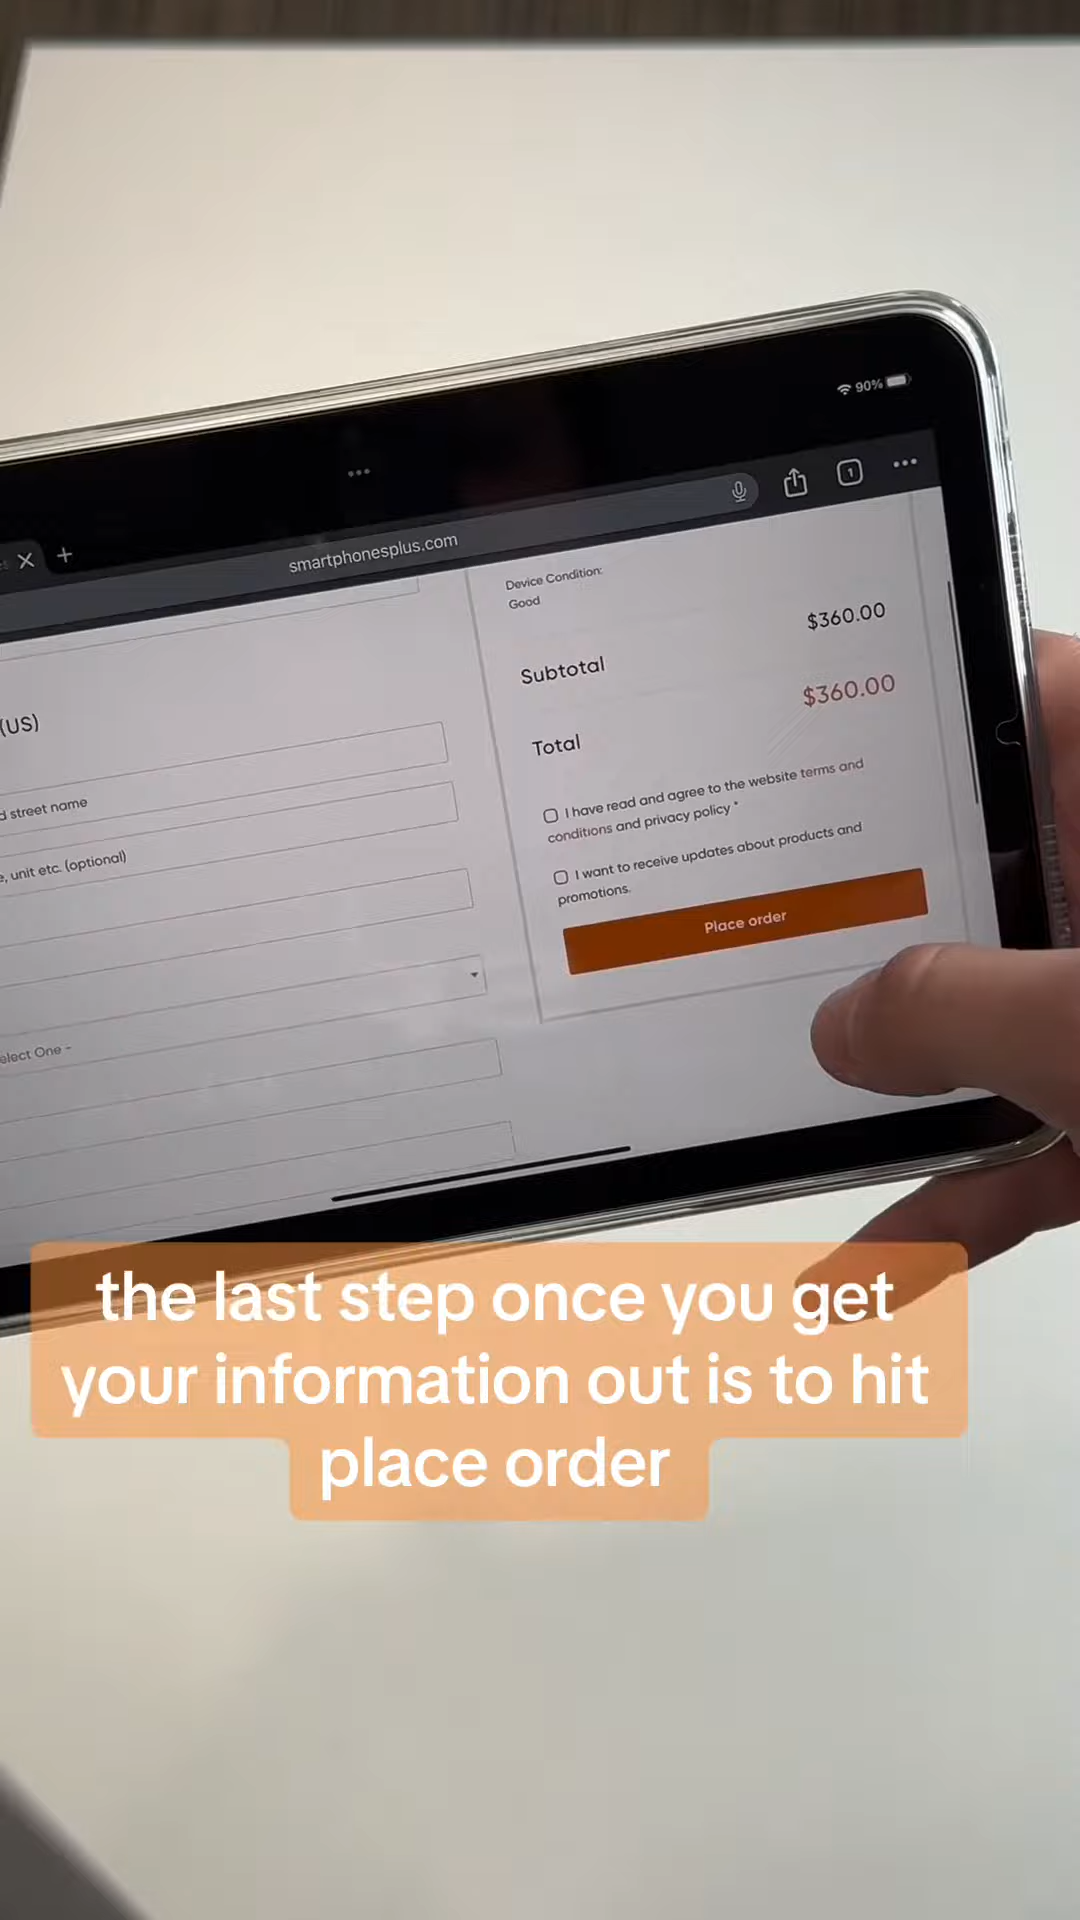 90%
1
smartphonesplus.com
Device Condition:
Good
$360.00
Subtotal
$360.00
Total
I have read and agree to the website terms and
conditions and privacy policy *
I want to receive updates about products and
promotions.
Place order
(US)
street name
unit etc. (optional)
elect One -
the last step once you get
your information out is to hit
place order